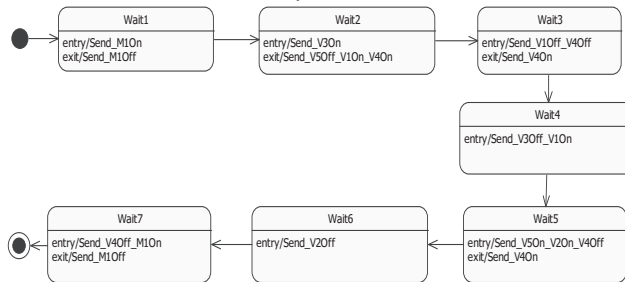 Wait1
entry/Send_M1On
exit/Send_M1Off
Wait2
entry/Send_V3On
exit/Send_V5Off_V1On_V4On
Wait3
entry/Send_V1Off_V4Off
exit/Send_V4On
Wait4
entry/Send_V3Off_V1On
Wait7
entry/Send_V4Off_M1On
exit/Send_M1Off
Wait6
entry/Send_V2Off
Wait5
entry/Send_V5On_V2On_V4Off
exit/Send_V4On